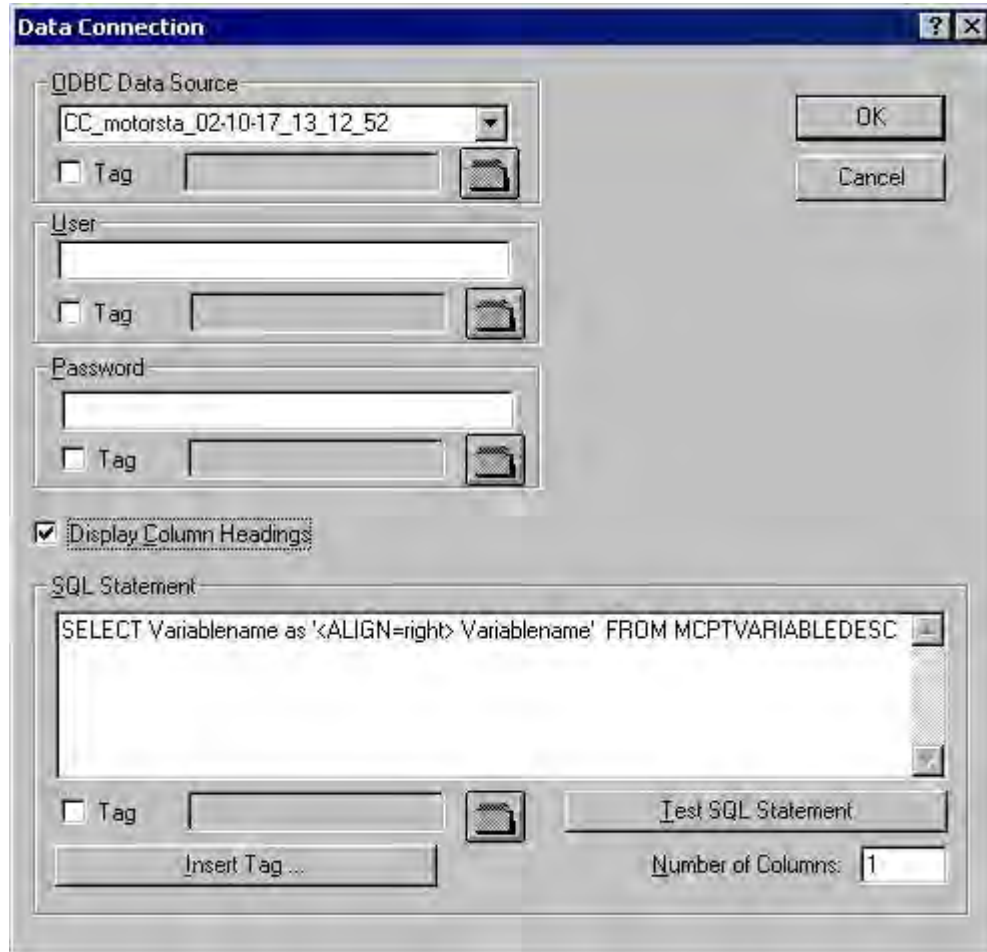 Data Connection
ODBC Data Source
CC_motorsta_02-10-17_13_12_52
OK
Tag
Cancel
User
Tag
Password
Tag
Display Column Headings
SQL Statement
SELECT Variablename as '<ALIGN=right> Variablename' FROM MCPTVARIABLEDESC
Tag
Test SQL Statement
Insert Tag ...
Number of Columns: 1